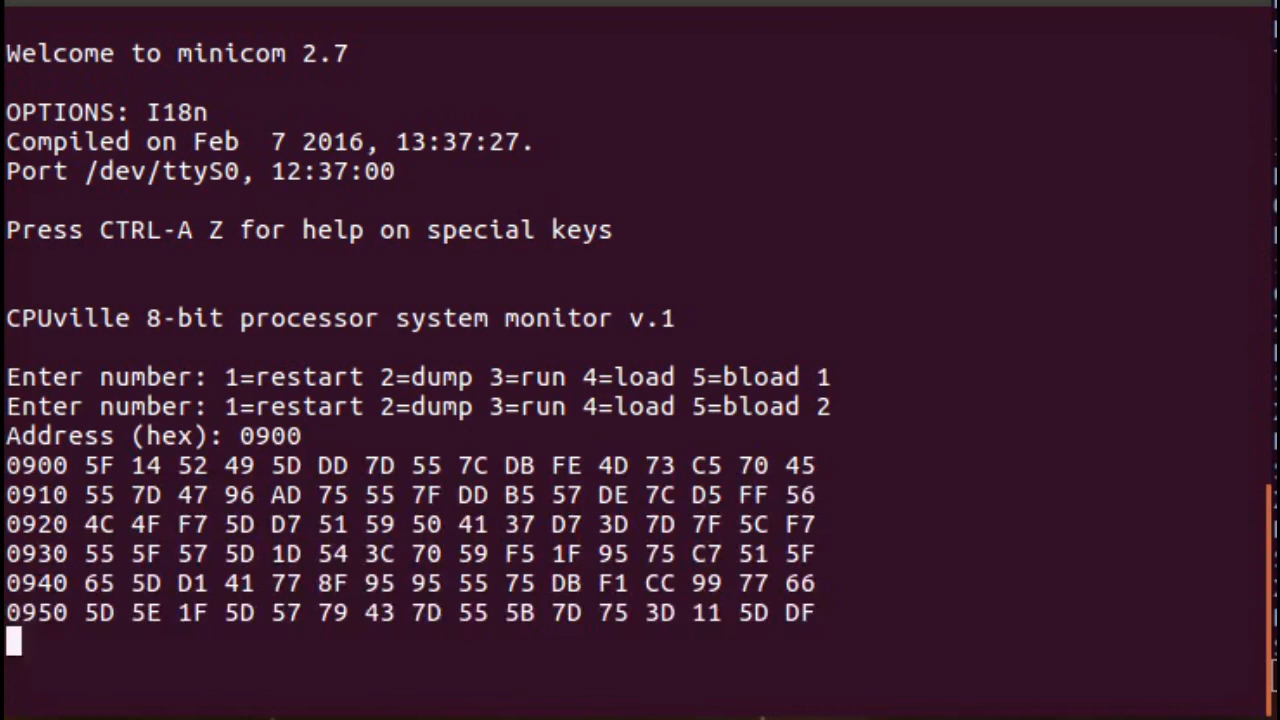 Welcome to minicom 2.7
OPTIONS: I18n
Compiled on Feb  7 2016, 13:37:27.
Port /dev/ttyS0, 12:37:00
Press CTRL-A Z for help on special keys
CPUville 8-bit processor system monitor v.1
Enter number: 1=restart 2=dump 3=run 4=load 5=bload 1
Enter number: 1=restart 2=dump 3=run 4=load 5=bload 2
Address (hex): 0900
0900 5F 14 52 49 5D DD 7D 55 7C DB FE 4D 73 C5 70 45
0910 55 7D 47 96 AD 75 55 7F DD B5 57 DE 7C D5 FF 56
0920 4C 4F F7 5D D7 51 59 50 41 37 D7 3D 7D 7F 5C F7
0930 55 5F 57 5D 1D 54 3C 70 59 F5 1F 95 75 C7 51 5F
0940 65 5D D1 41 77 8F 95 95 55 75 DB F1 CC 99 77 66
0950 5D 5E 1F 5D 57 79 43 7D 55 5B 7D 75 3D 11 5D DF